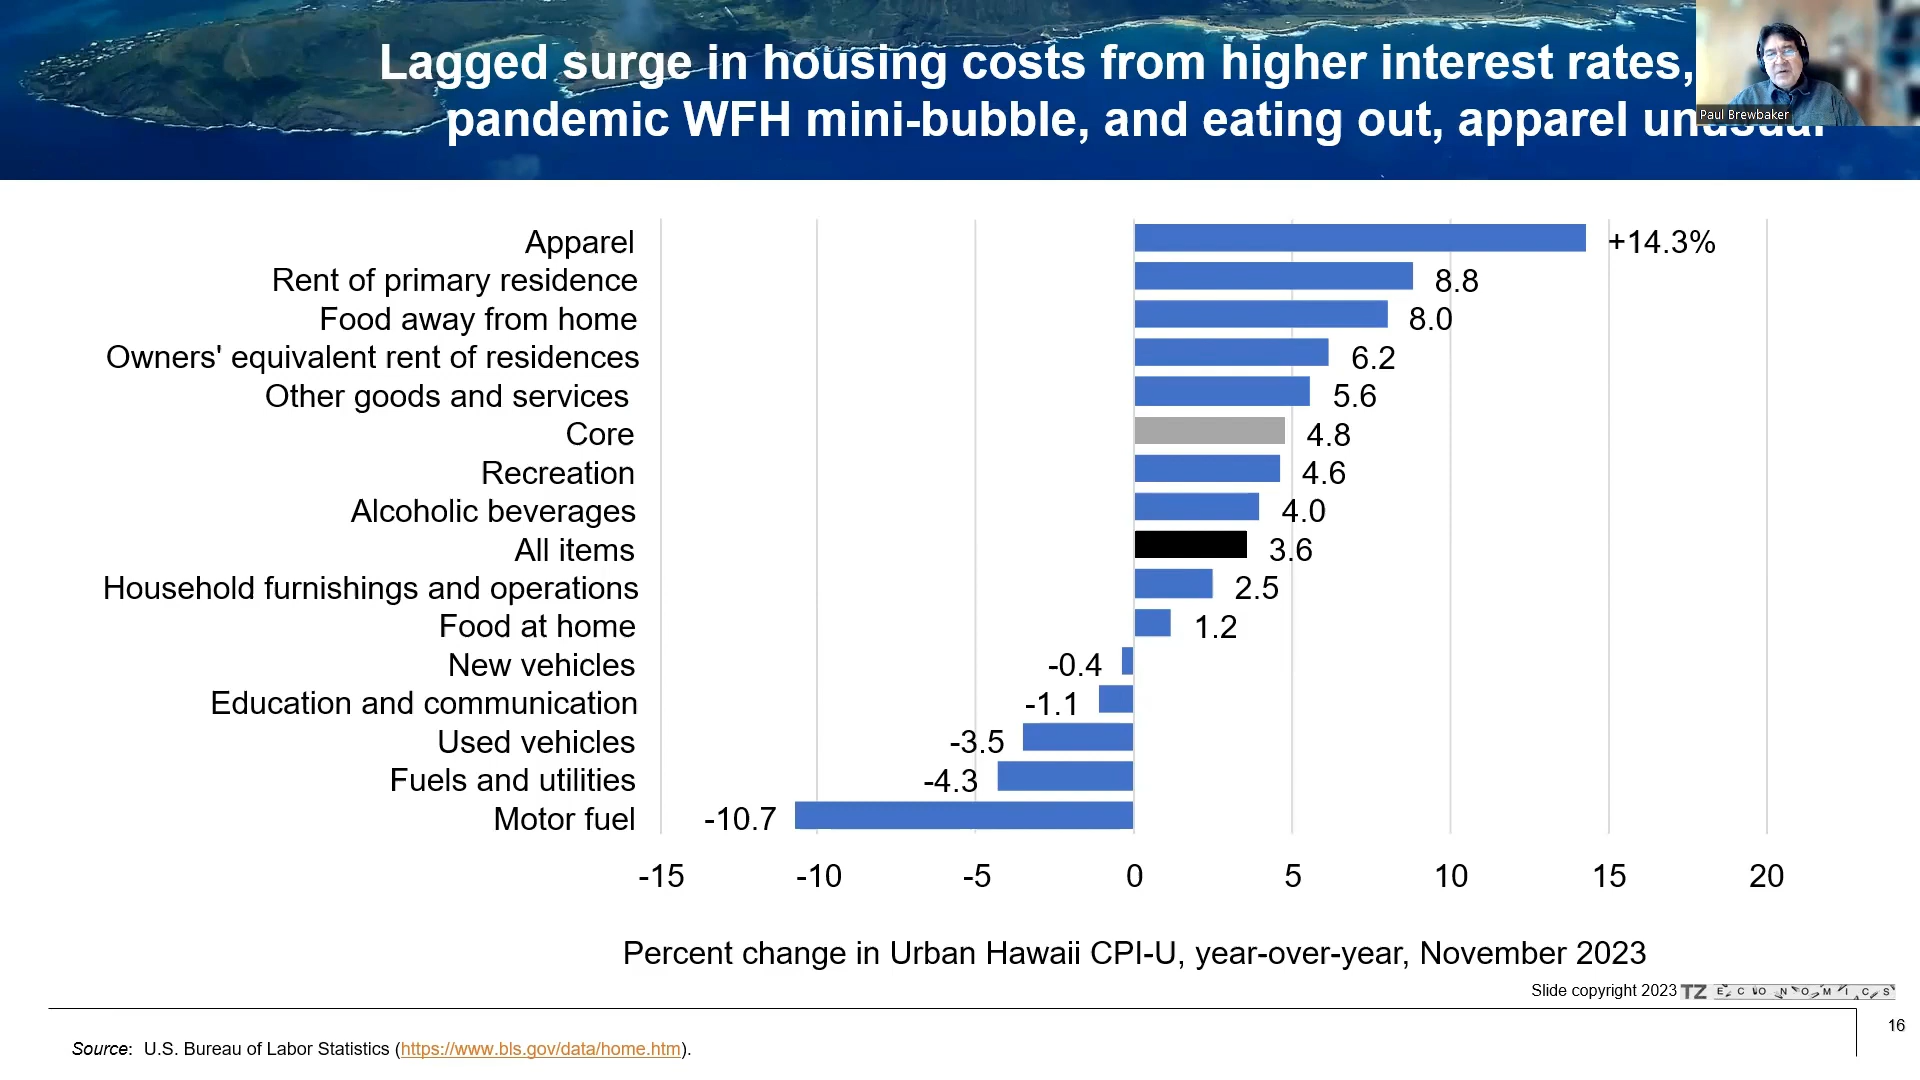 Lagged surge in housing costs from higher interest rates,
pandemic WFH mini-bubble, and eating out, apparel unusual
Paul Brewbaker
Apparel +14.3%
Rent of primary residence 8.8
Food away from home 8.0
Owners' equivalent rent of residences 6.2
Other goods and services 5.6
Core 4.8
Recreation 4.6
Alcoholic beverages 4.0
All items 3.6
Household furnishings and operations 2.5
Food at home 1.2
New vehicles -0.4
Education and communication -1.1
Used vehicles -3.5
Fuels and utilities -4.3
Motor fuel -10.7
-15 -10 -5 0 5 10 15 20
Percent change in Urban Hawaii CPI-U, year-over-year, November 2023
Slide copyright 2023 TZ ECONOMICS
16
Source: U.S. Bureau of Labor Statistics (https://www.bls.gov/data/home.htm).